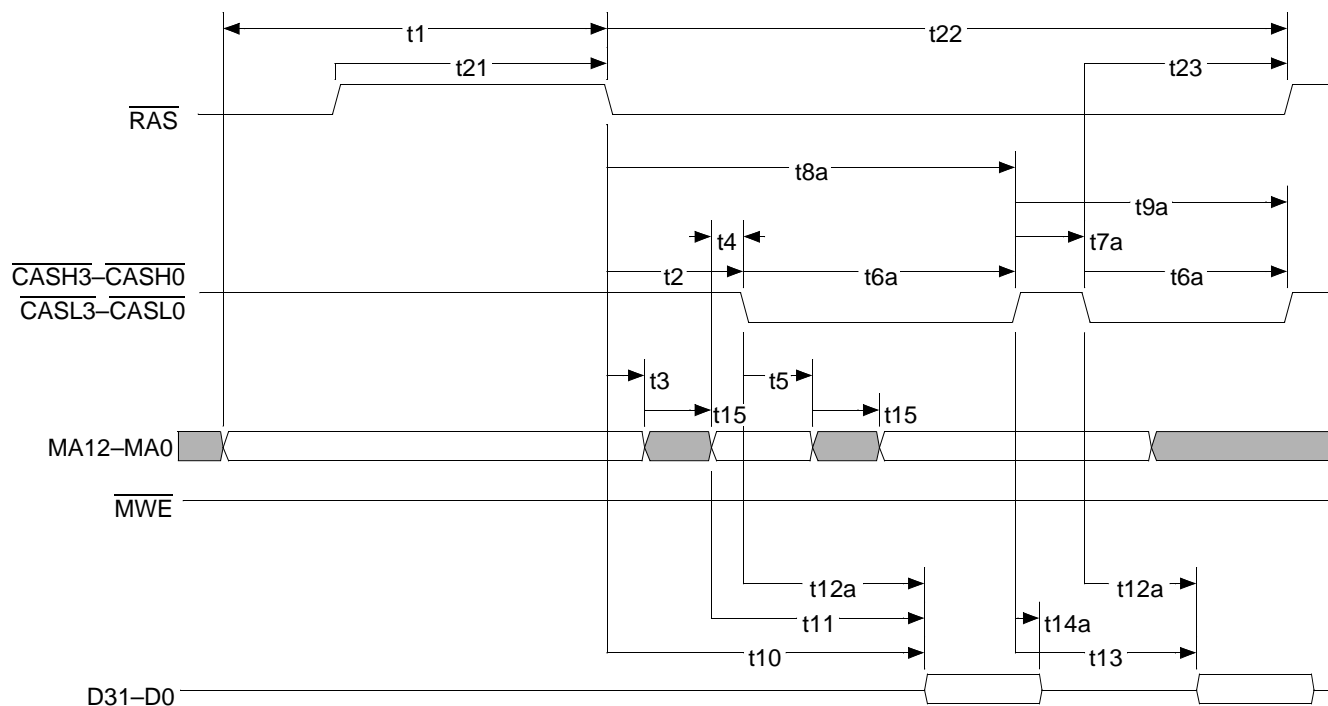 t1 t22
t21 t23
RAS
t8a
t9a
t4 t7a
CASH3–CASH0 t2 t6a t6a
CASL3–CASL0
t3 t5
t15 t15
MA12–MA0
MWE
t12a t12a
t11 t14a
t10 t13
D31–D0